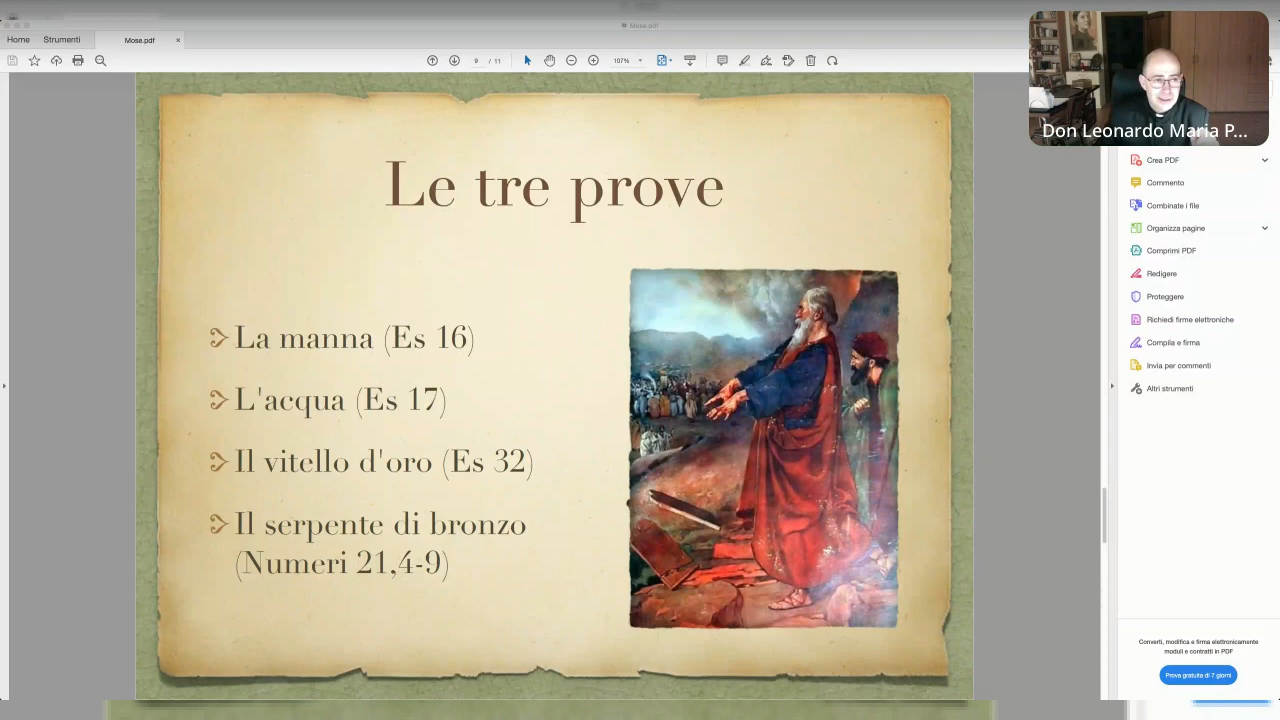 Mose.pdf
Home
Strumenti
Mose.pdf
×
9 / 11
107%
Don Leonardo Maria P...
Le tre prove
La manna (Es 16)
L'acqua (Es 17)
Il vitello d'oro (Es 32)
Il serpente di bronzo
(Numeri 21,4-9)
Crea PDF
Commento
Combinate i file
Organizza pagine
Comprimi PDF
Redigere
Proteggere
Richiedi firme elettroniche
Compila e firma
Invia per commenti
Altri strumenti
Converti, modifica e firma elettronicamente
moduli e contratti in PDF
Prova gratuita di 7 giorni